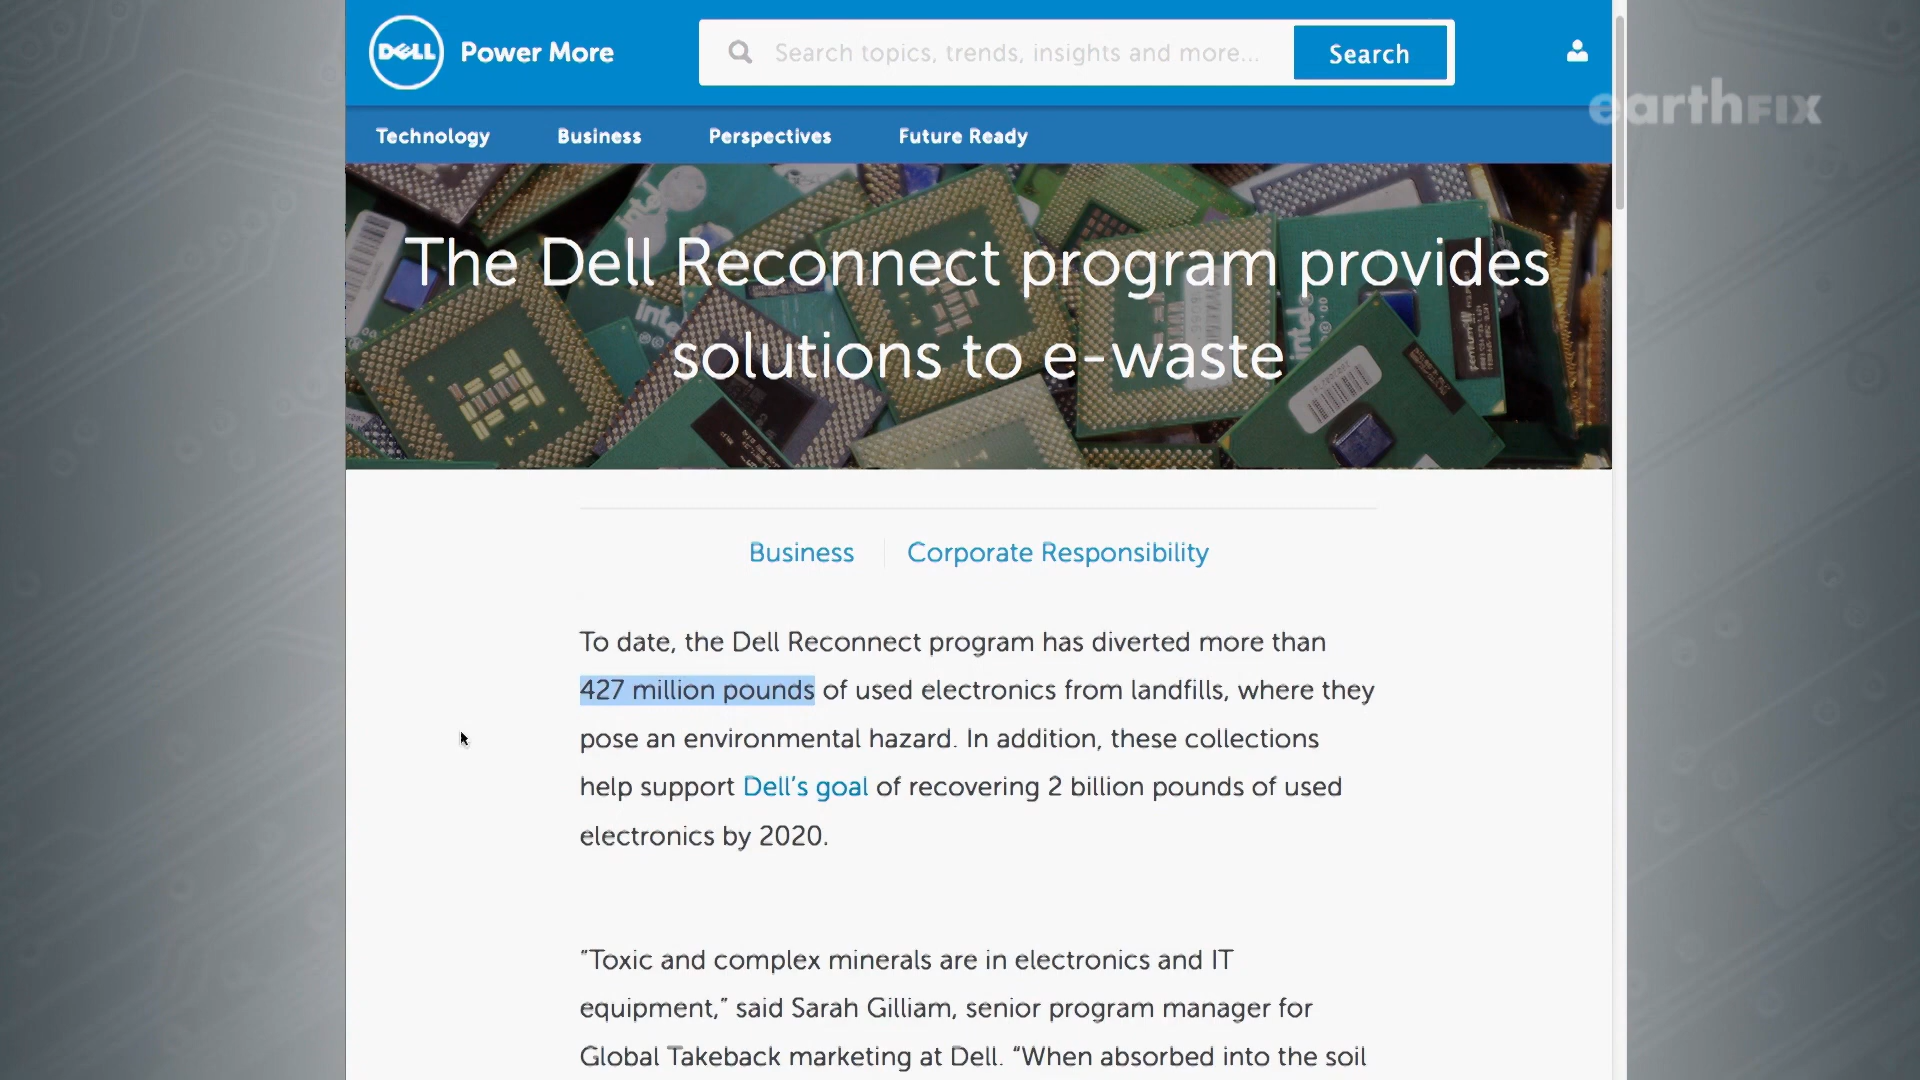 DELL Power More
Search topics, trends, insights and more...
Search
earthFIX
Technology Business Perspectives Future Ready
The Dell Reconnect program provides
solutions to e-waste
intel
intel
intel
Business Corporate Responsibility
To date, the Dell Reconnect program has diverted more than
427 million pounds of used electronics from landfills, where they
pose an environmental hazard. In addition, these collections
help support Dell's goal of recovering 2 billion pounds of used
electronics by 2020.
"Toxic and complex minerals are in electronics and IT
equipment," said Sarah Gilliam, senior program manager for
Global Takeback marketing at Dell. "When absorbed into the soil